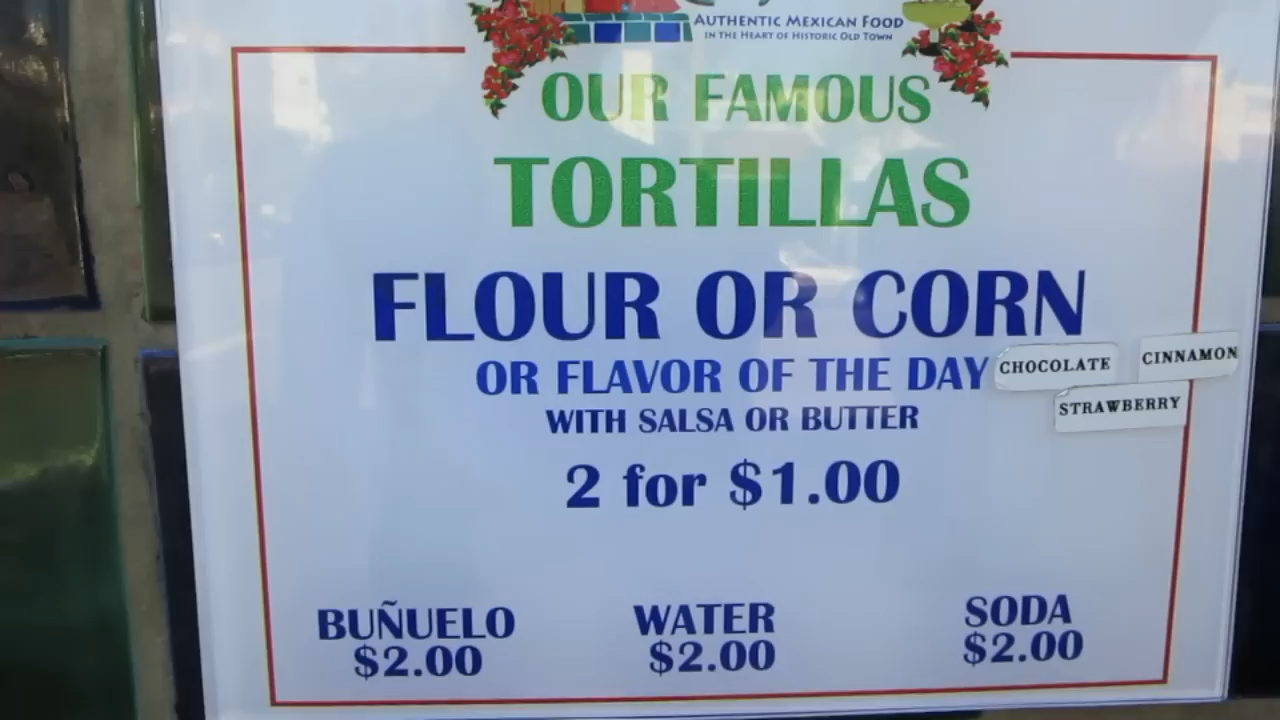 AUTHENTIC MEXICAN FOOD
IN THE HEART OF HISTORIC OLD TOWN
OUR FAMOUS
TORTILLAS
FLOUR OR CORN
OR FLAVOR OF THE DAY
CHOCOLATE
CINNAMON
STRAWBERRY
WITH SALSA OR BUTTER
2 for $1.00
BUÑUELO
$2.00
WATER
$2.00
SODA
$2.00